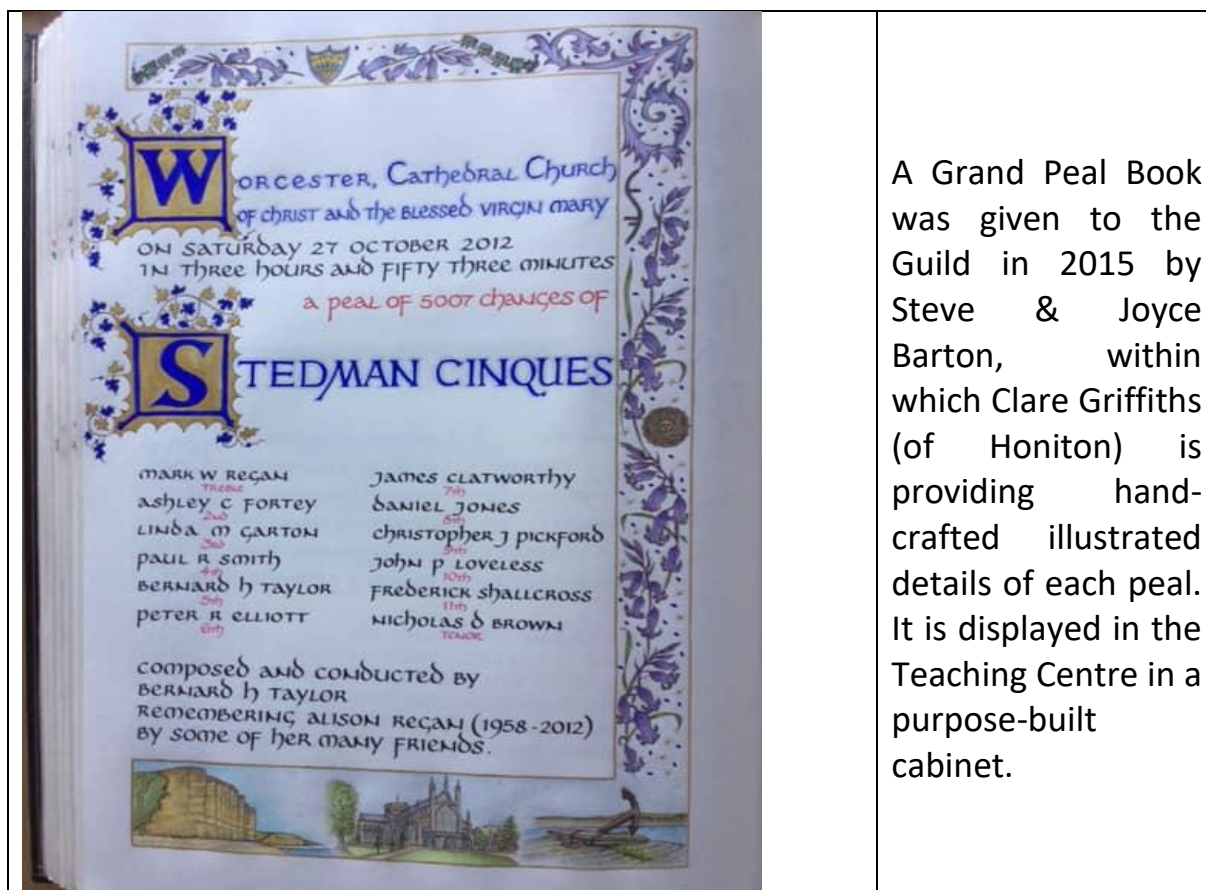 WORCESTER, CATHEDRAL CHURCH
OF CHRIST AND THE BLESSED VIRGIN MARY
ON SATURDAY 27 OCTOBER 2012
IN THREE HOURS AND FIFTY THREE MINUTES
a peal of 5007 changes of
STEDMAN CINQUES
MARK W REGAN
TREBLE
ASHLEY C FORTEY
2nd
LINDA M GARTON
3rd
PAUL R SMITH
4th
BERNARD H TAYLOR
5th
PETER R ELLIOTT
6th
JAMES CLATWORTHY
7th
DANIEL JONES
8th
CHRISTOPHER J PICKFORD
9th
JOHN P LOVELESS
10th
FREDERICK SHALLCROSS
11th
NICHOLAS D BROWN
TENOR
COMPOSED AND CONDUCTED BY
BERNARD H TAYLOR
REMEMBERING ALISON REGAN (1958-2012)
BY SOME OF HER MANY FRIENDS.
A Grand Peal Book
was given to the
Guild in 2015 by
Steve & Joyce
Barton, within
which Clare Griffiths
(of Honiton) is
providing hand-
crafted illustrated
details of each peal.
It is displayed in the
Teaching Centre in a
purpose-built
cabinet.